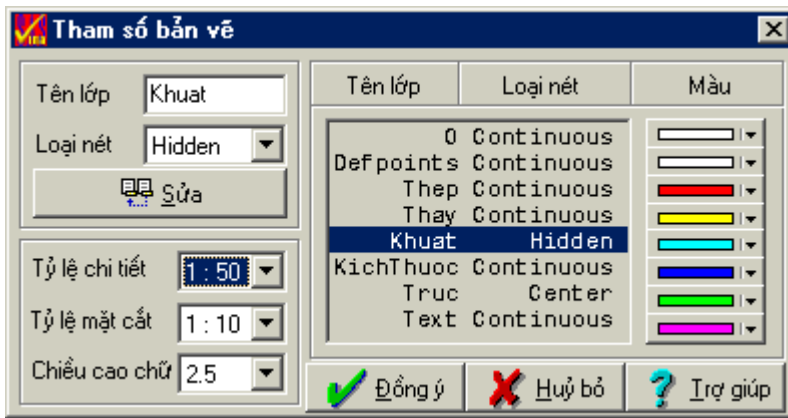 Tham số bản vẽ
Tên lớp Khuat
Loại nét Hidden
Sửa
Tỷ lệ chi tiết 1 : 50
Tỷ lệ mặt cắt 1 : 10
Chiều cao chữ 2.5
Tên lớp Loại nét Màu
0 Continuous
Defpoints Continuous
Thep Continuous
Thay Continuous
Khuat Hidden
KichThuoc Continuous
Truc Center
Text Continuous
Đồng ý Huỷ bỏ Trợ giúp